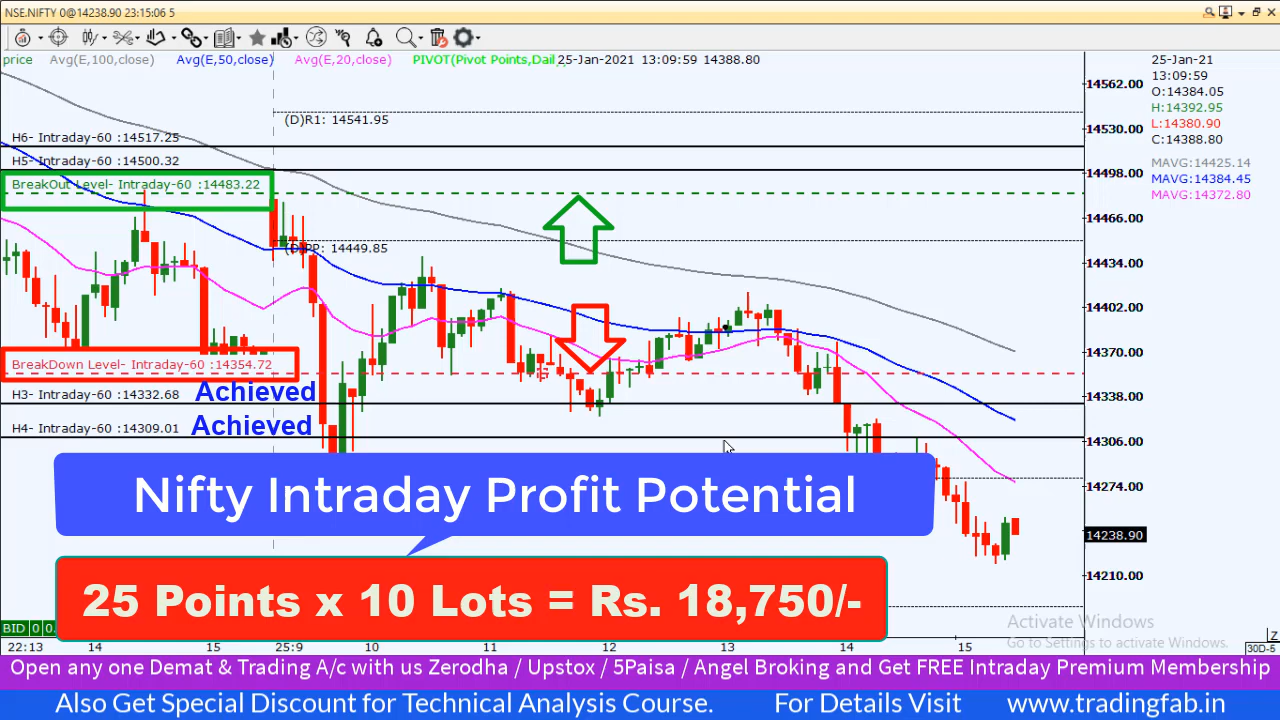 NSE.NIFTY 0@14238.90 23:15:06 5
price Avg(E,100,close) Avg(E,50,close) Avg(E,20,close) PIVOT(Pivot Points,Dail 25-Jan-2021 13:09:59 14388.80
25-Jan-21
13:09:59
O:14384.05
H:14392.95
L:14380.90
C:14388.80
MAVG:14425.14
MAVG:14384.45
MAVG:14372.80
14562.00
14530.00
14498.00
14466.00
14434.00
14402.00
14370.00
14338.00
14306.00
14274.00
14238.90
14210.00
(D)R1: 14541.95
H6- Intraday-60 :14517.25
H5- Intraday-60 :14500.32
BreakOut Level- Intraday-60 :14483.22
(D)PP: 14449.85
BreakDown Level- Intraday-60 :14354.72
H3- Intraday-60 :14332.68 Achieved
H4- Intraday-60 :14309.01 Achieved
Nifty Intraday Profit Potential
25 Points x 10 Lots = Rs. 18,750/-
Activate Windows
Go to Settings to activate Windows.
BID 0 0.
Z
22:13 14 15 25:9 10 11 12 13 14 15 30D-5
Open any one Demat & Trading A/c with us Zerodha / Upstox / 5Paisa / Angel Broking and Get FREE Intraday Premium Membership
Also Get Special Discount for Technical Analysis Course. For Details Visit www.tradingfab.in